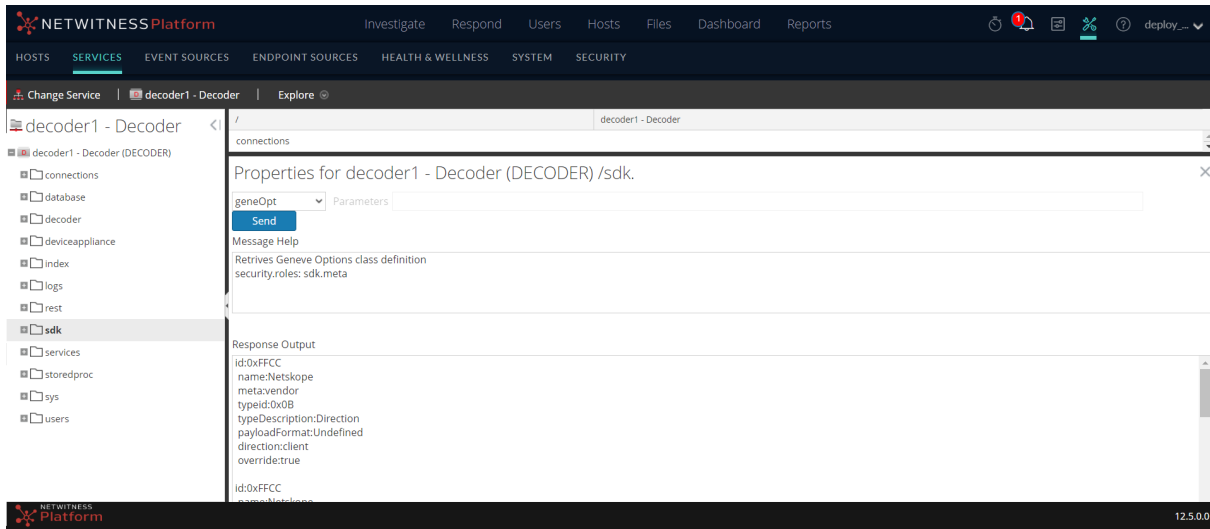 NETWITNESS Platform Investigate Respond Users Hosts Files Dashboard Reports 1 deploy_...
HOSTS SERVICES EVENT SOURCES ENDPOINT SOURCES HEALTH & WELLNESS SYSTEM SECURITY
Change Service | decoder1 - Decoder | Explore
decoder1 - Decoder
decoder1 - Decoder (DECODER)
connections
database
decoder
deviceappliance
index
logs
rest
sdk
services
storedproc
sys
users
/ decoder1 - Decoder
connections
Properties for decoder1 - Decoder (DECODER) /sdk.
geneOpt Parameters
Send
Message Help
Retrives Geneve Options class definition
security.roles: sdk.meta
Response Output
id:0xFFCC
name:Netskope
meta:vendor
typeid:0x0B
typeDescription:Direction
payloadFormat:Undefined
direction:client
override:true
id:0xFFCC
name:Netskope
NETWITNESS
Platform 12.5.0.0